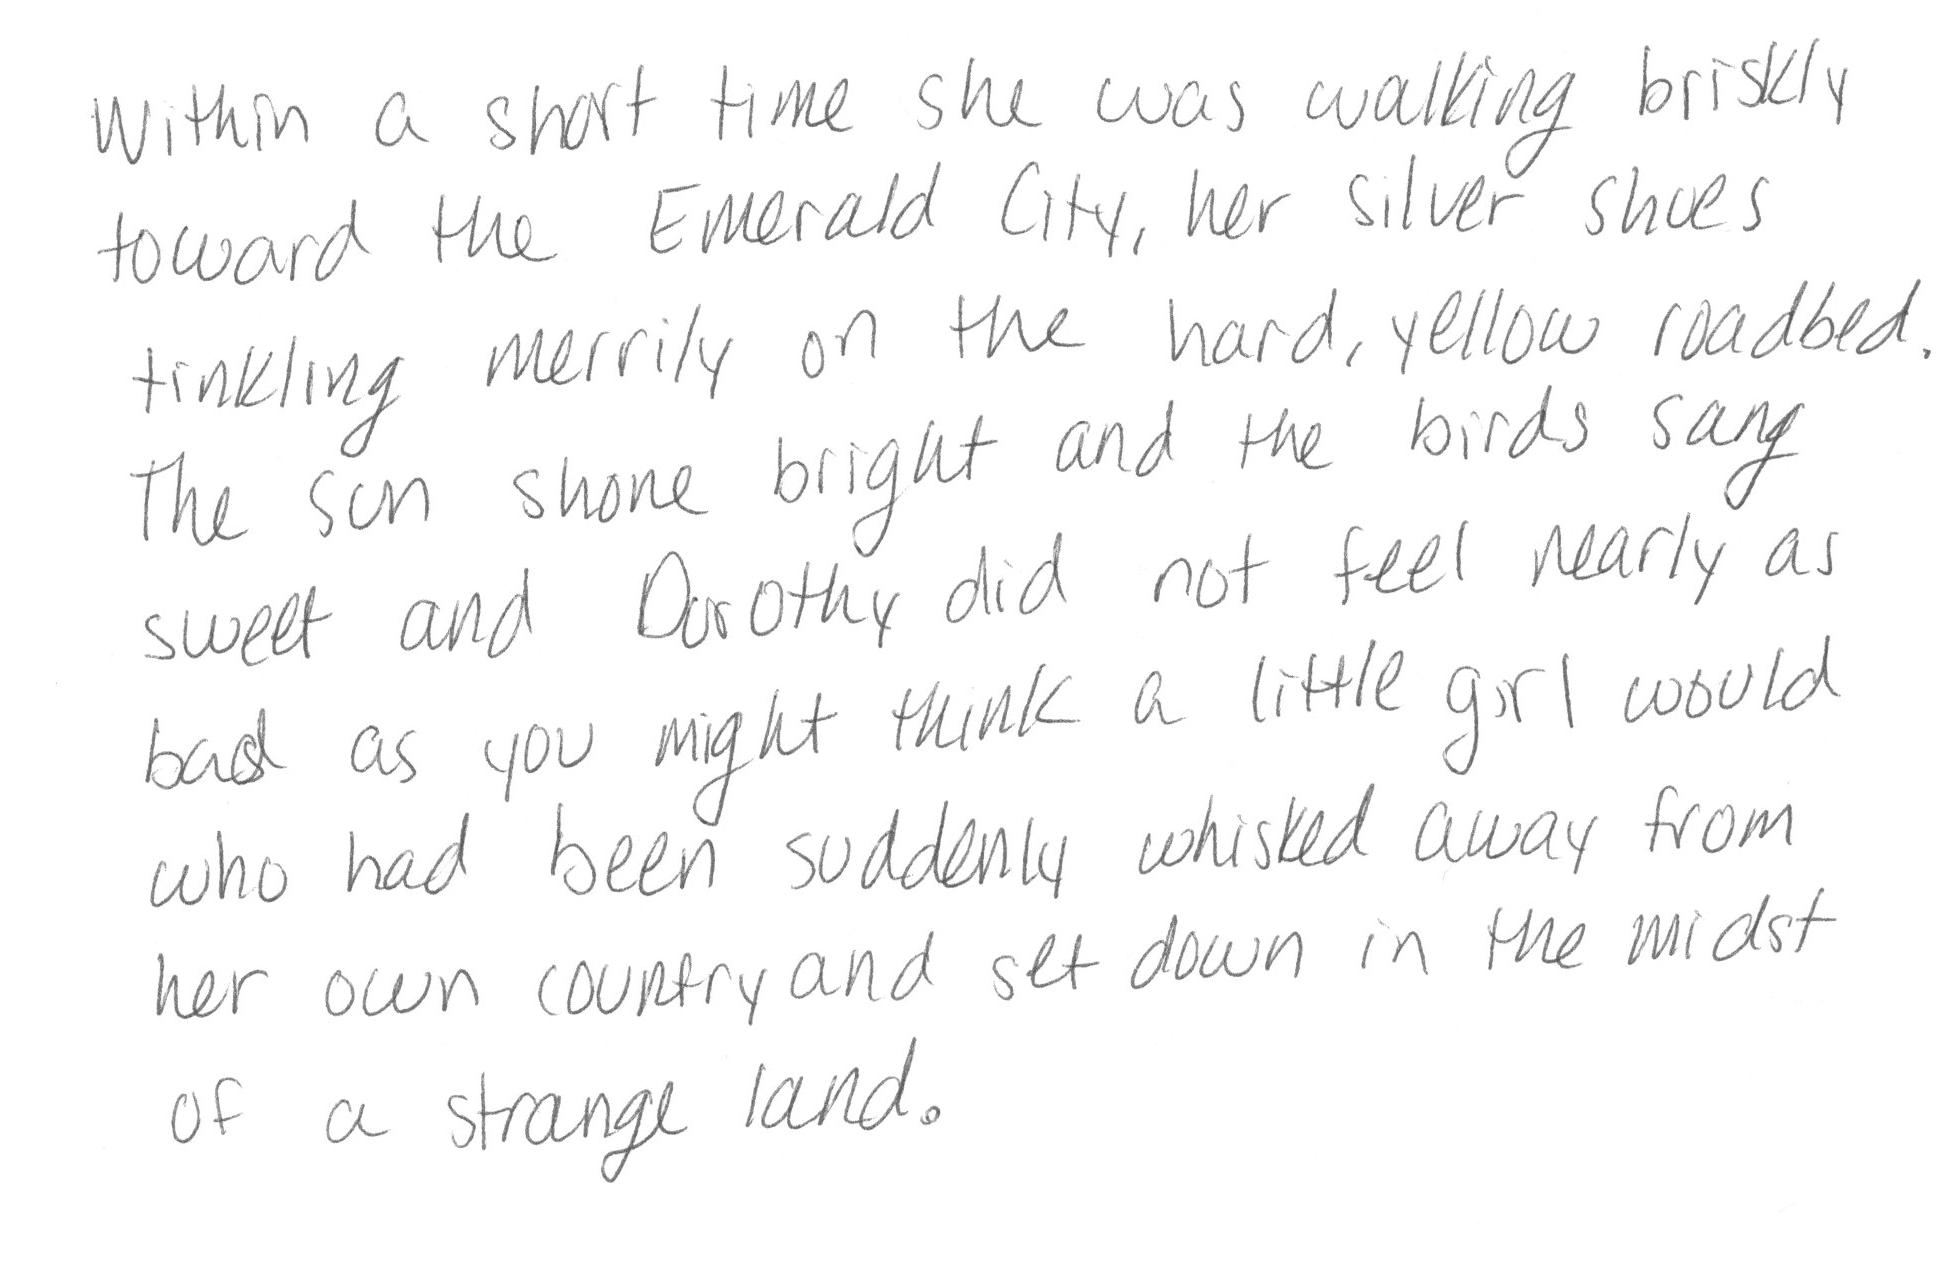 Within a short time she was walking briskly
toward the Emerald City, her silver shoes
tinkling merrily on the hard, yellow roadbed.
The sun shone bright and the birds sang
sweet and Dorothy did not feel nearly as
bad as you might think a little girl would
who had been suddenly whisked away from
her own country and set down in the midst
of a strange land.